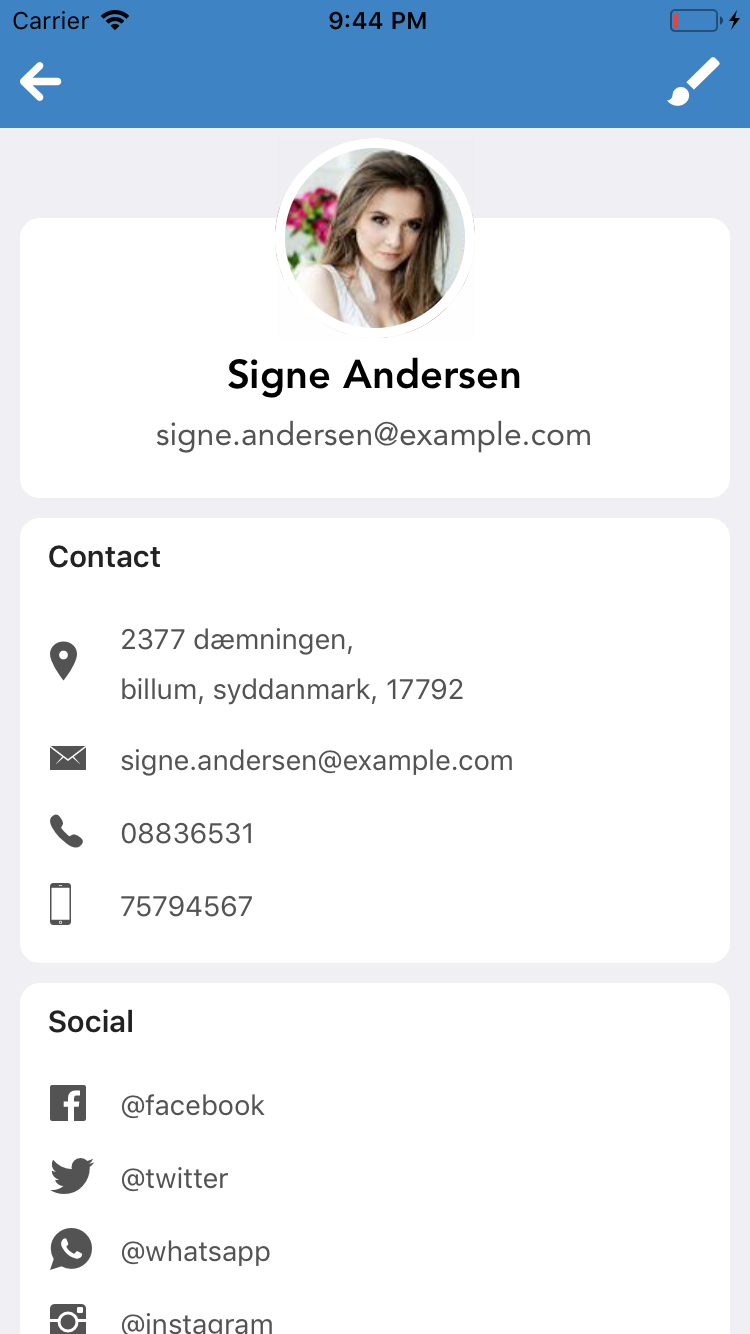 Carrier 9:44 PM
Signe Andersen
signe.andersen@example.com
Contact
2377 dæmningen,
billum, syddanmark, 17792
signe.andersen@example.com
08836531
75794567
Social
@facebook
@twitter
@whatsapp
@instagram